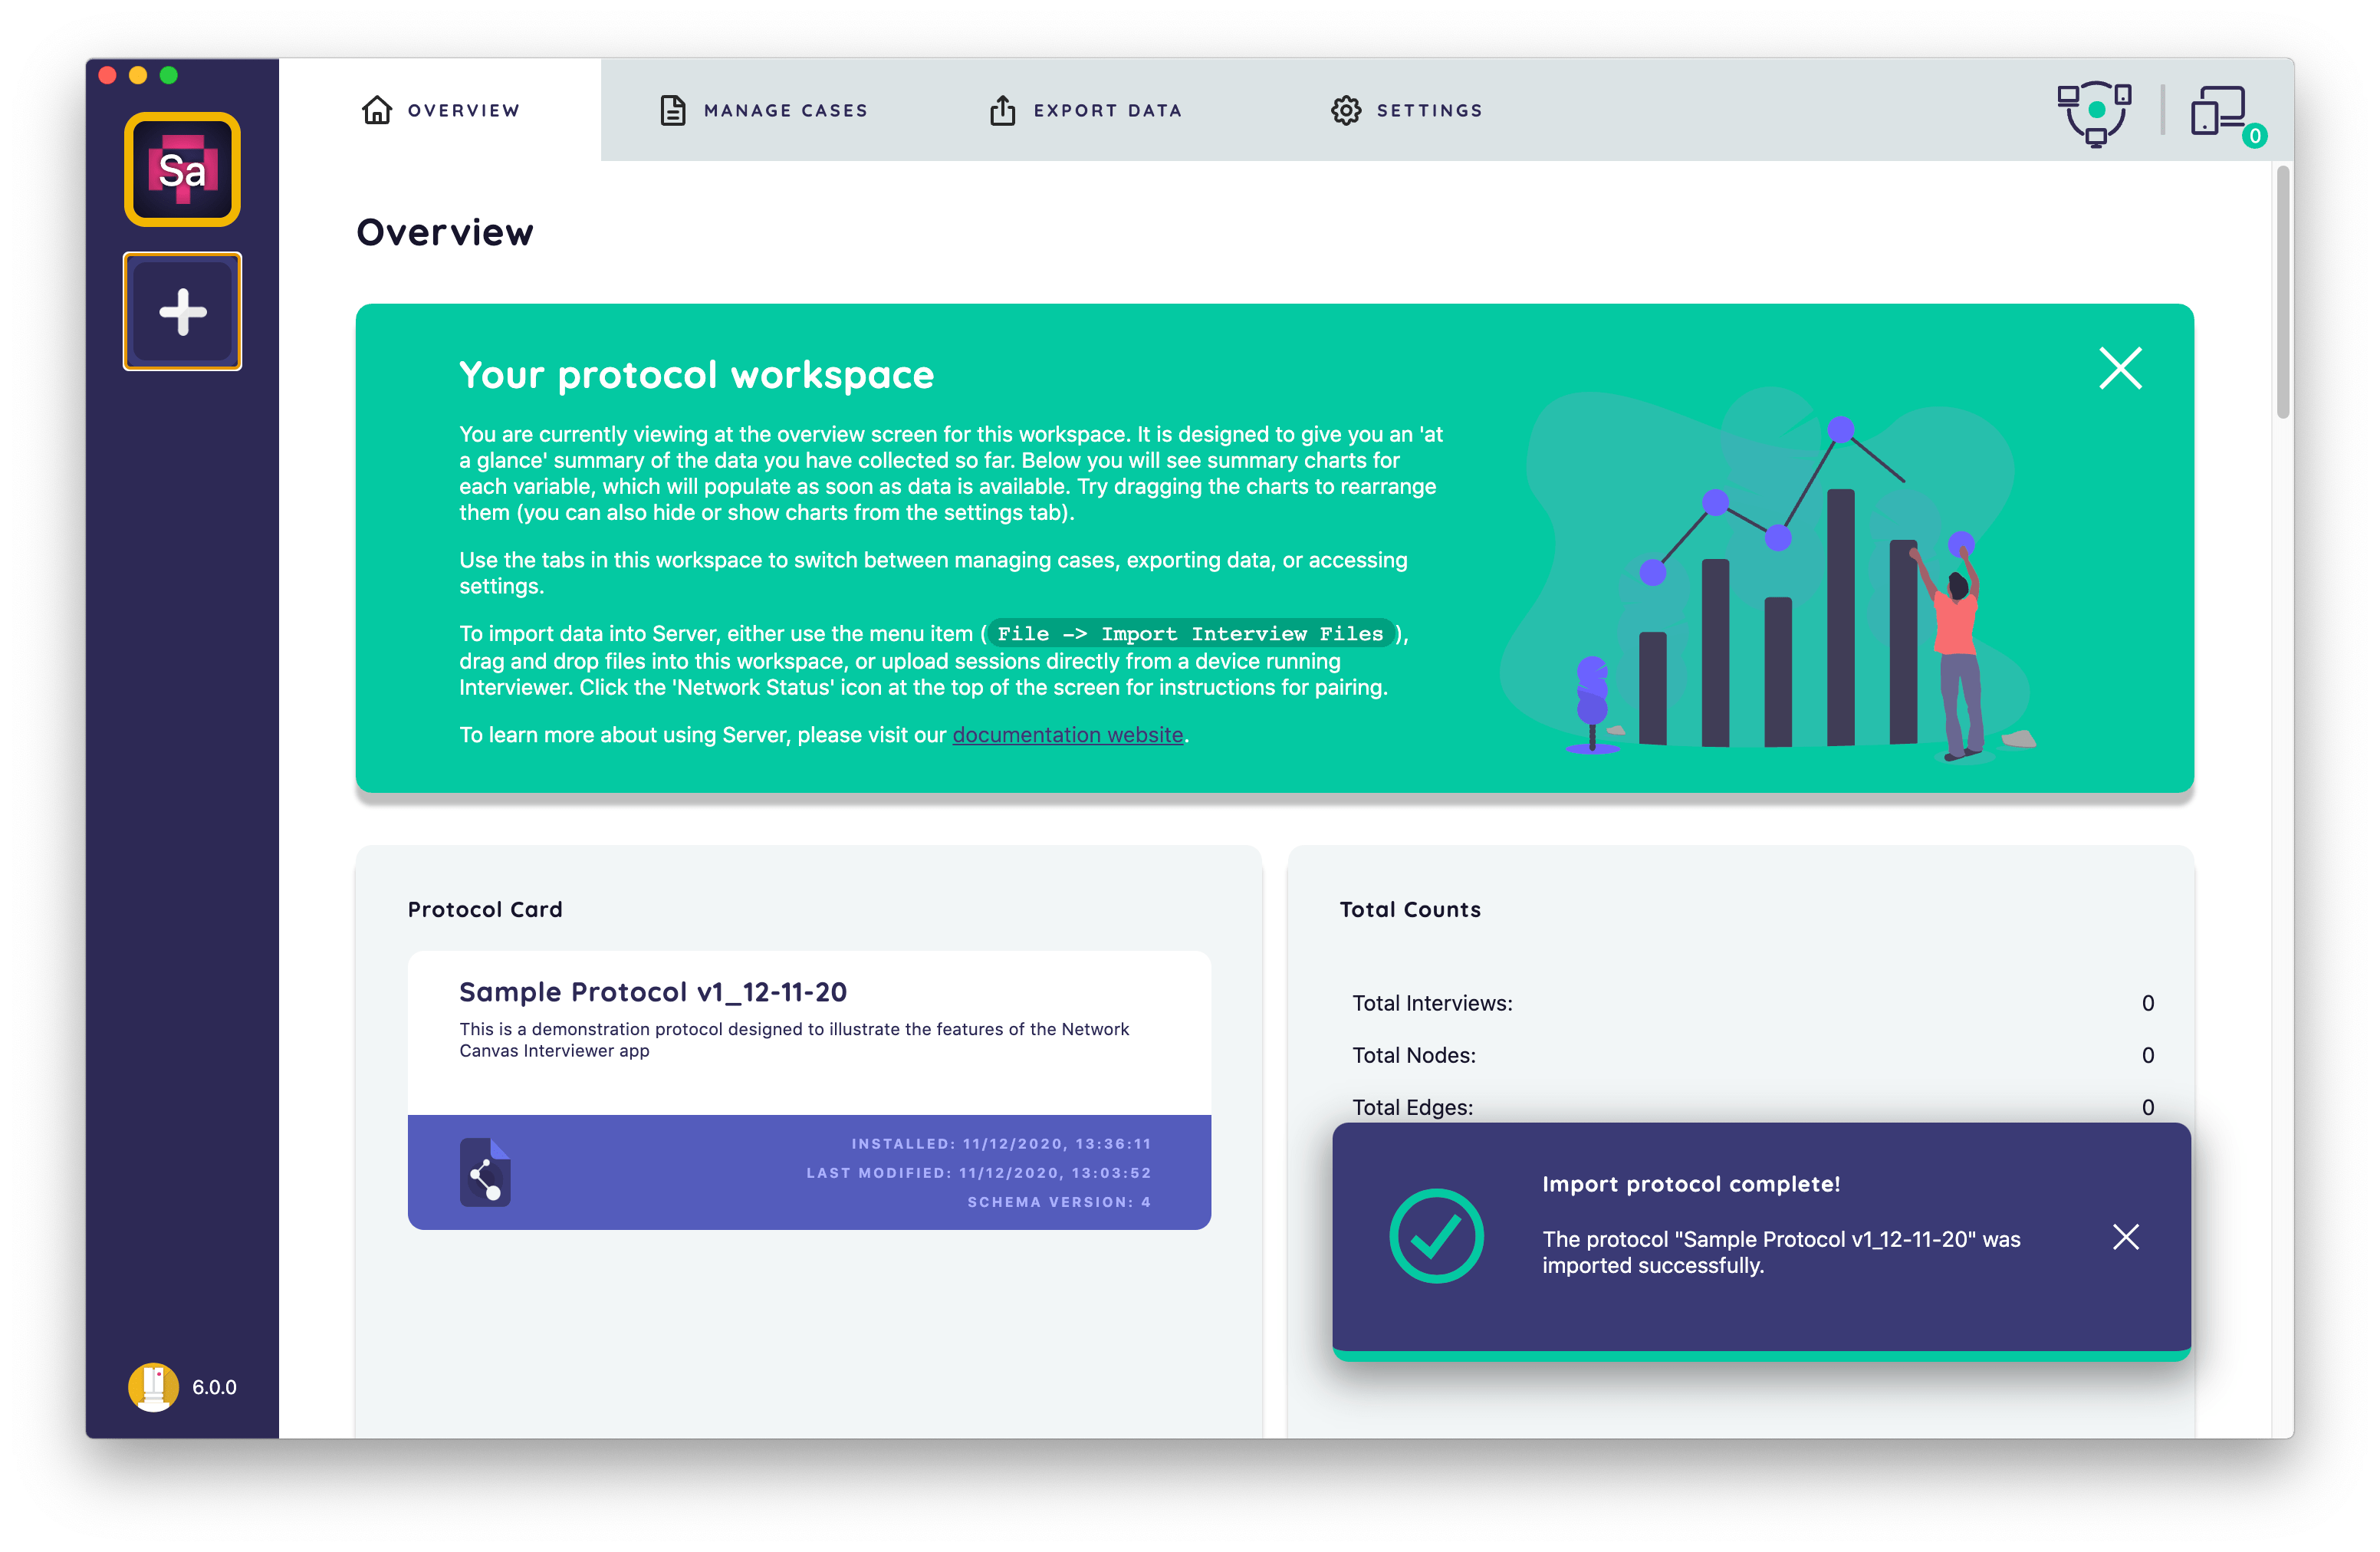 Sa
6.0.0
OVERVIEW
MANAGE CASES
EXPORT DATA
SETTINGS
0
Overview
Your protocol workspace
You are currently viewing at the overview screen for this workspace. It is designed to give you an 'at
a glance' summary of the data you have collected so far. Below you will see summary charts for
each variable, which will populate as soon as data is available. Try dragging the charts to rearrange
them (you can also hide or show charts from the settings tab).
Use the tabs in this workspace to switch between managing cases, exporting data, or accessing
settings.
To import data into Server, either use the menu item ( File -> Import Interview Files ),
drag and drop files into this workspace, or upload sessions directly from a device running
Interviewer. Click the 'Network Status' icon at the top of the screen for instructions for pairing.
To learn more about using Server, please visit our documentation website.
Protocol Card
Sample Protocol v1_12-11-20
This is a demonstration protocol designed to illustrate the features of the Network
Canvas Interviewer app
INSTALLED: 11/12/2020, 13:36:11
LAST MODIFIED: 11/12/2020, 13:03:52
SCHEMA VERSION: 4
Total Counts
Total Interviews: 0
Total Nodes: 0
Total Edges: 0
Import protocol complete!
The protocol "Sample Protocol v1_12-11-20" was
imported successfully.